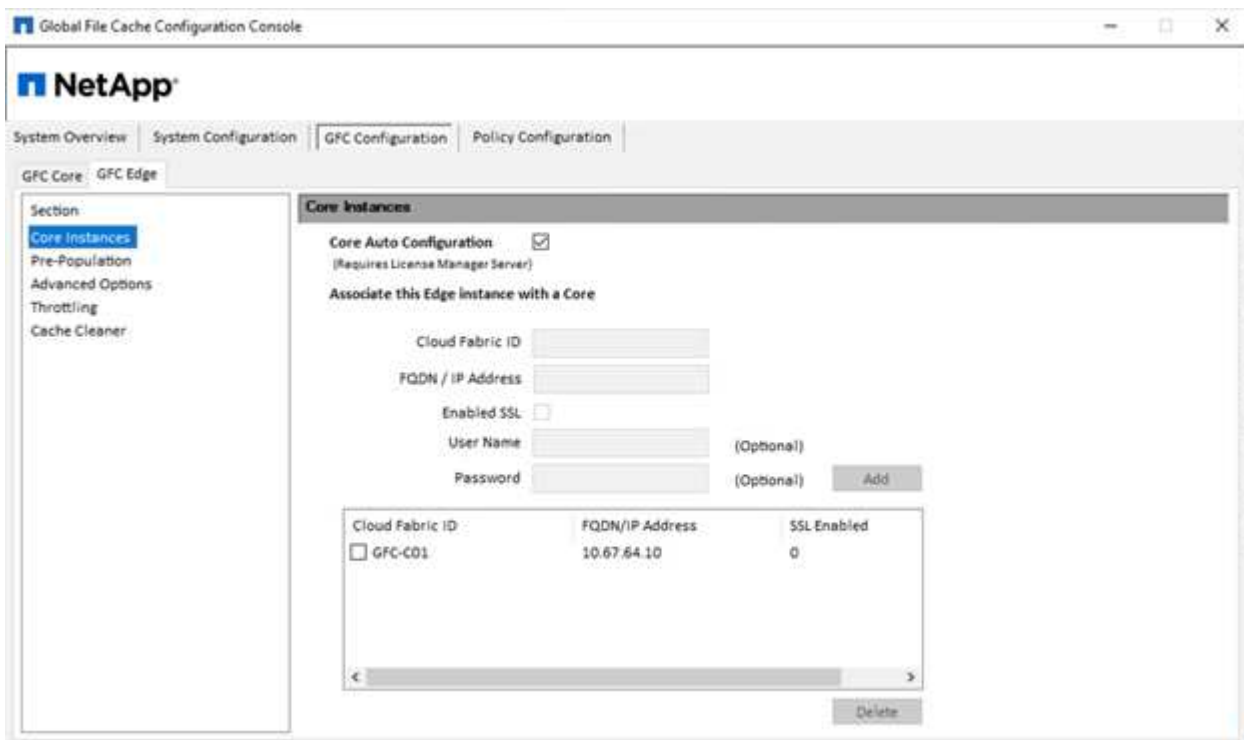 Global File Cache Configuration Console
NetApp
System Overview System Configuration GFC Configuration Policy Configuration
GFC Core GFC Edge
Section
Core Instances
Pre-Population
Advanced Options
Throttling
Cache Cleaner
Core Instances
Core Auto Configuration
(Requires License Manager Server)
Associate this Edge instance with a Core
Cloud Fabric ID
FQDN / IP Address
Enabled SSL
User Name (Optional)
Password (Optional) Add
Cloud Fabric ID FQDN/IP Address SSL Enabled
GFC-C01 10.67.64.10 0
Delete